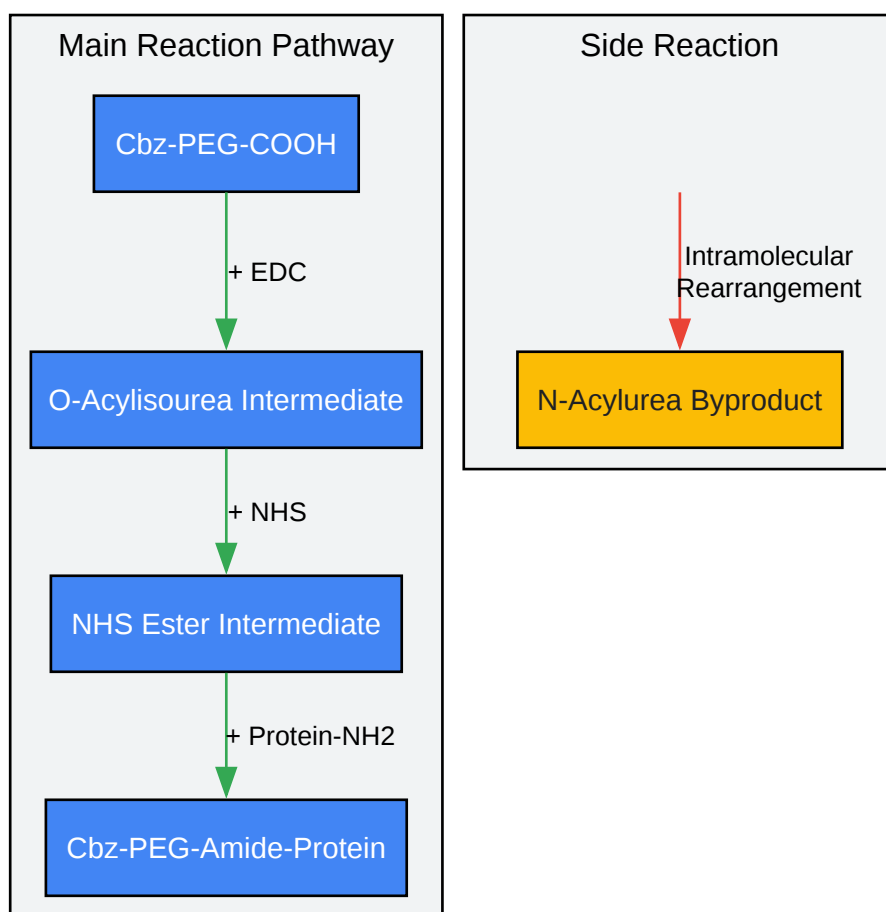 Main Reaction Pathway
Cbz-PEG-COOH
+ EDC
O-Acylisourea Intermediate
+ NHS
NHS Ester Intermediate
+ Protein-NH2
Cbz-PEG-Amide-Protein
Side Reaction
Intramolecular
Rearrangement
N-Acylurea Byproduct